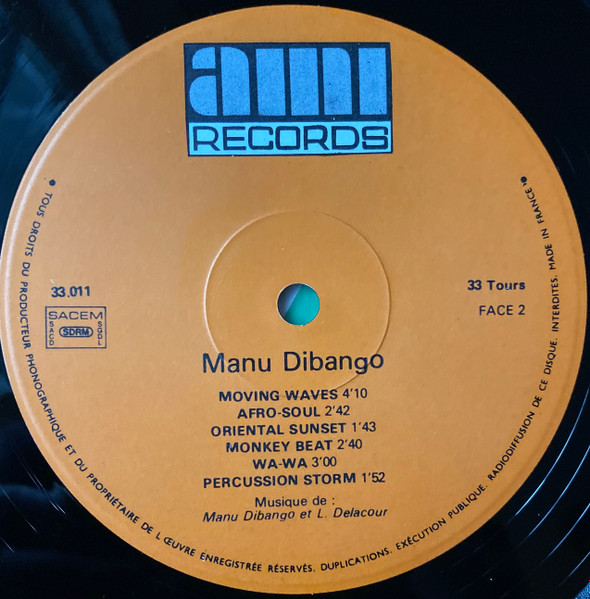 ami
RECORDS
33.011
SACEM
SACD
SDRM
SGDL
33 Tours
FACE 2
Manu Dibango
MOVING WAVES 4'10
AFRO-SOUL 2'42
ORIENTAL SUNSET 1'43
MONKEY BEAT 2'40
WA-WA 3'00
PERCUSSION STORM 1'52
Musique de :
Manu Dibango et L. Delacour
• TOUS DROITS DU PRODUCTEUR PHONOGRAPHIQUE ET DU PROPRIÉTAIRE DE L'ŒUVRE ENREGISTRÉE RÉSERVÉS. DUPLICATIONS. EXÉCUTION PUBLIQUE. RADIODIFFUSION DE CE DISQUE. INTERDITES. MADE IN FRANCE •